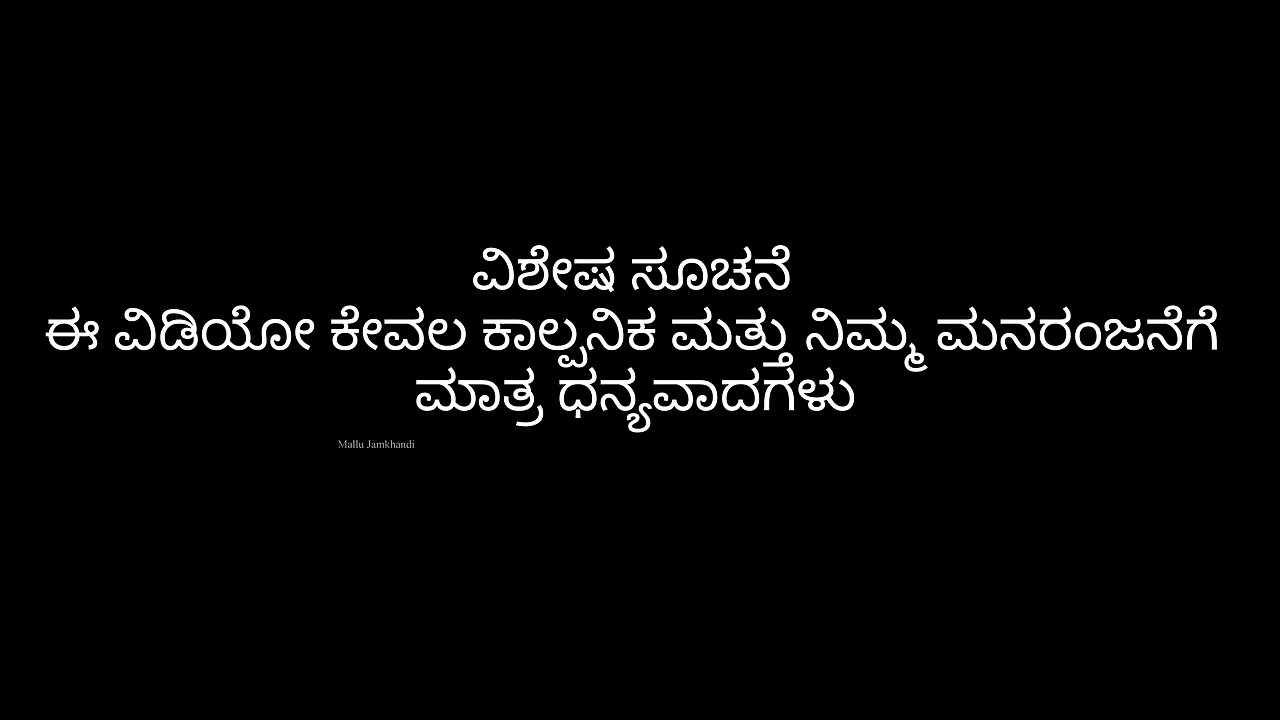 ವಿಶೇಷ ಸೂಚನೆ
ಈ ವಿಡಿಯೋ ಕೇವಲ ಕಾಲ್ಪನಿಕ ಮತ್ತು ನಿಮ್ಮ ಮನರಂಜನೆಗೆ
ಮಾತ್ರ ಧನ್ಯವಾದಗಳು
Mallu Jamkhandi